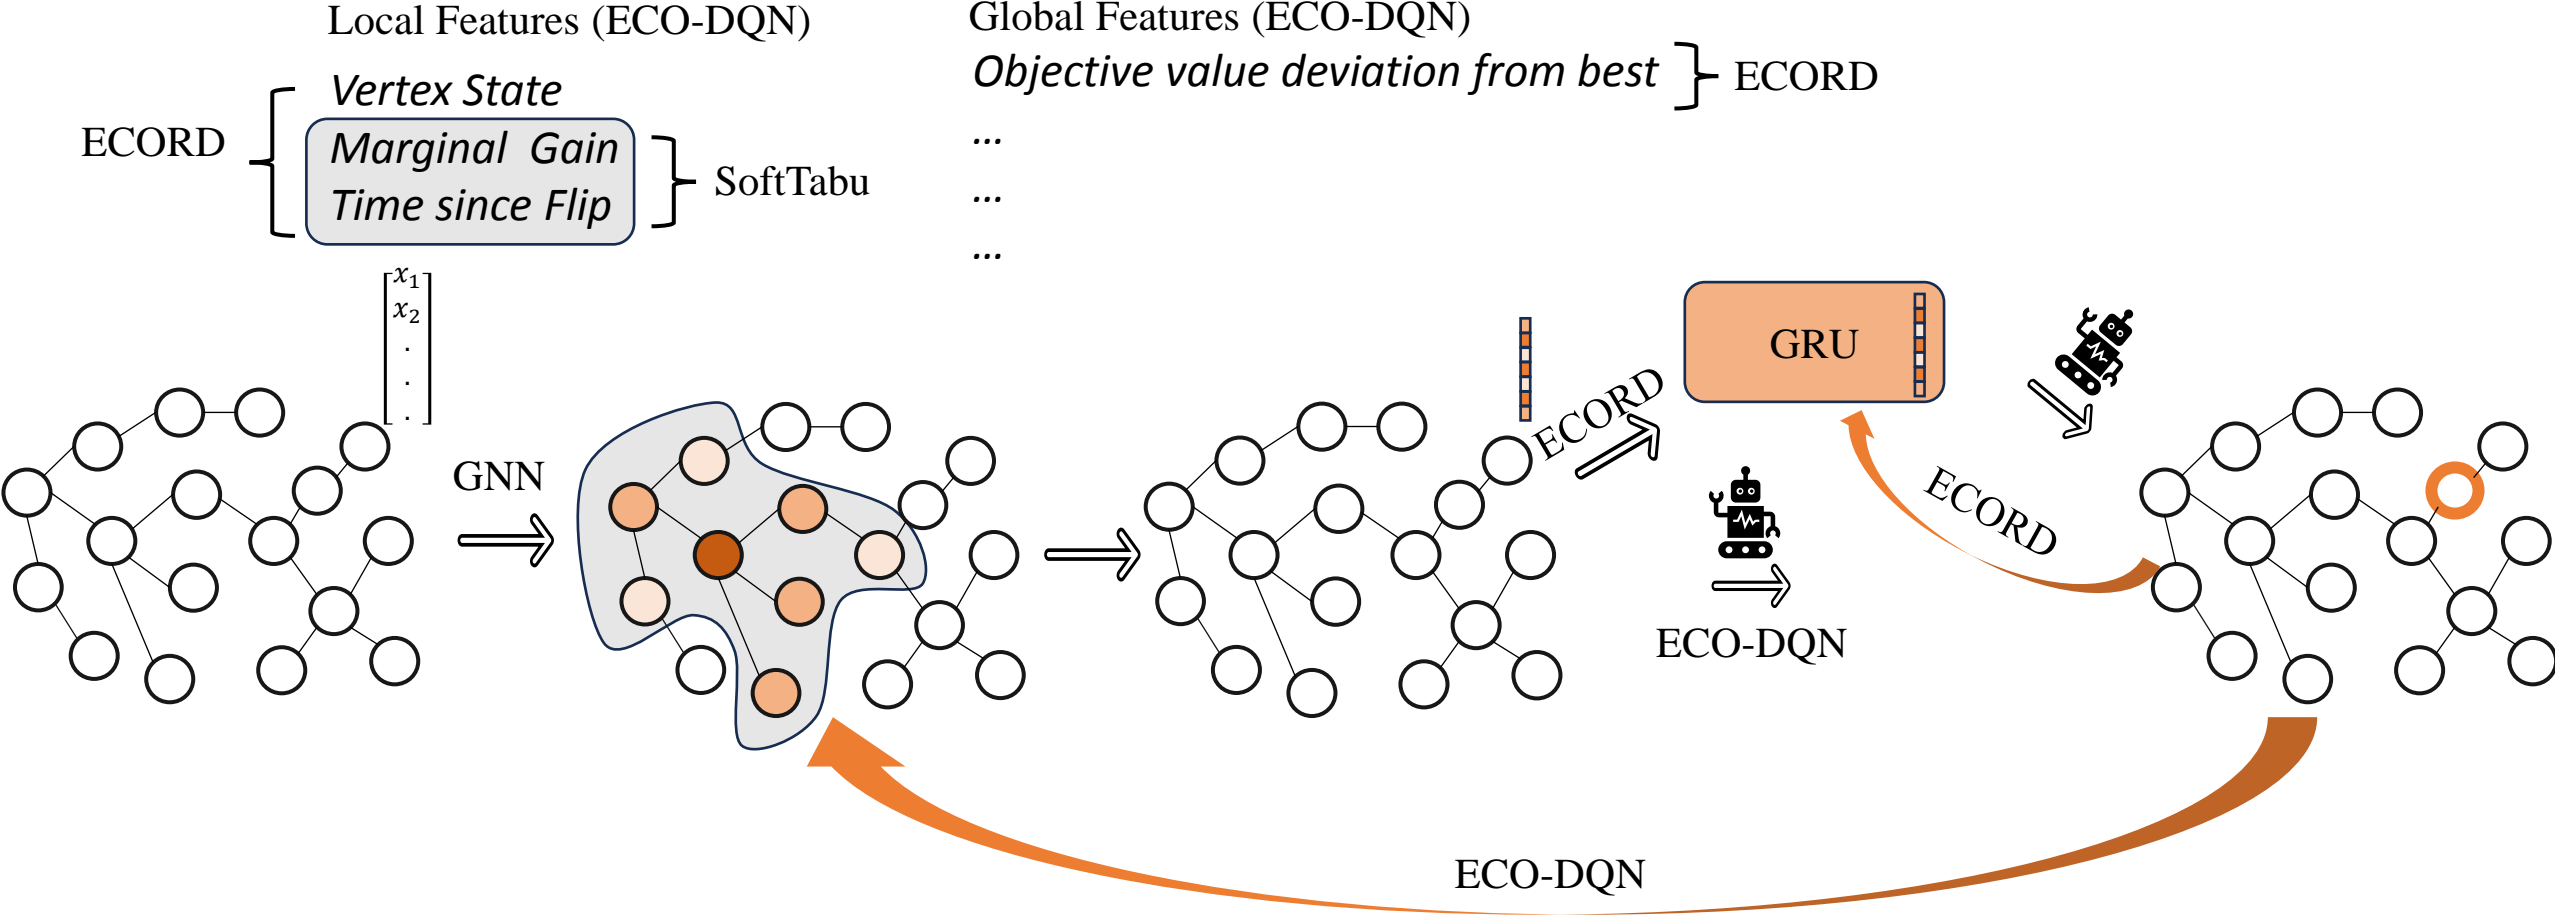 Local Features (ECO-DQN)
Global Features (ECO-DQN)
Vertex State
Marginal Gain
Time since Flip
ECORD
SoftTabu
Objective value deviation from best
ECORD
...
...
...
x₁
x₂
.
.
.
GNN
ECORD
GRU
ECO-DQN
ECORD
ECO-DQN